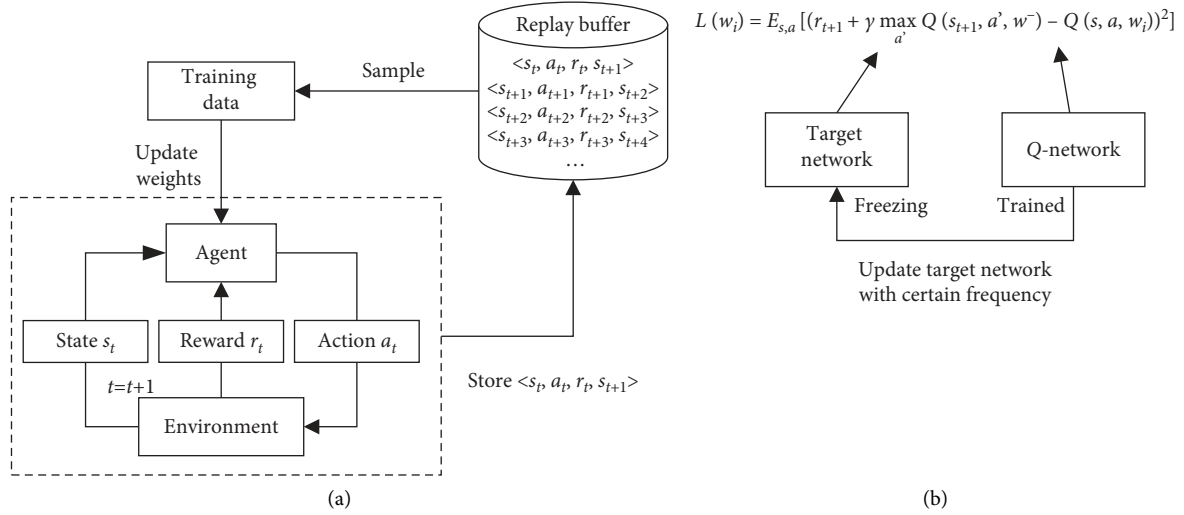 Replay buffer
<s_t, a_t, r_t, s_{t+1}>
<s_{t+1}, a_{t+1}, r_{t+1}, s_{t+2}>
<s_{t+2}, a_{t+2}, r_{t+2}, s_{t+3}>
<s_{t+3}, a_{t+3}, r_{t+3}, s_{t+4}>
...
Sample
Training
data
Update
weights
Agent
State s_t
Reward r_t
Action a_t
t=t+1
Environment
Store <s_t, a_t, r_t, s_{t+1}>
(a)
L (w_i) = E_{s,a} [(r_{t+1} + γ max_{a'} Q (s_{t+1}, a', w^–) – Q (s, a, w_i))^2]
Target
network
Q-network
Freezing
Trained
Update target network
with certain frequency
(b)